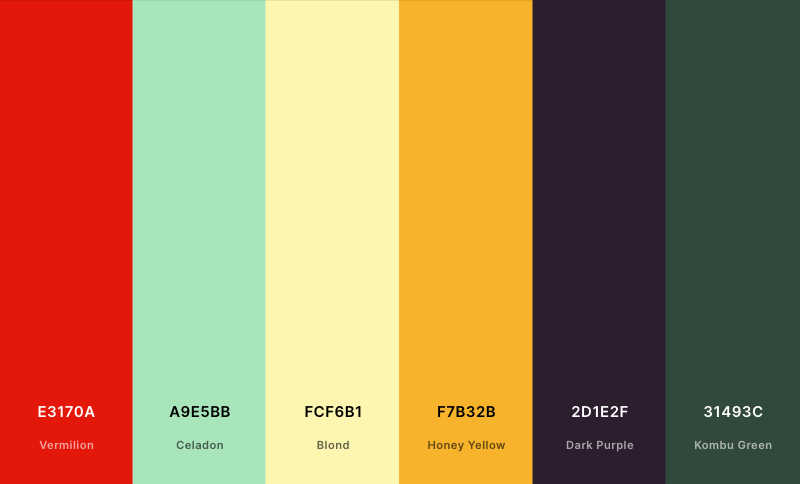 E3170A A9E5BB FCF6B1 F7B32B 2D1E2F 31493C
Vermilion Celadon Blond Honey Yellow Dark Purple Kombu Green